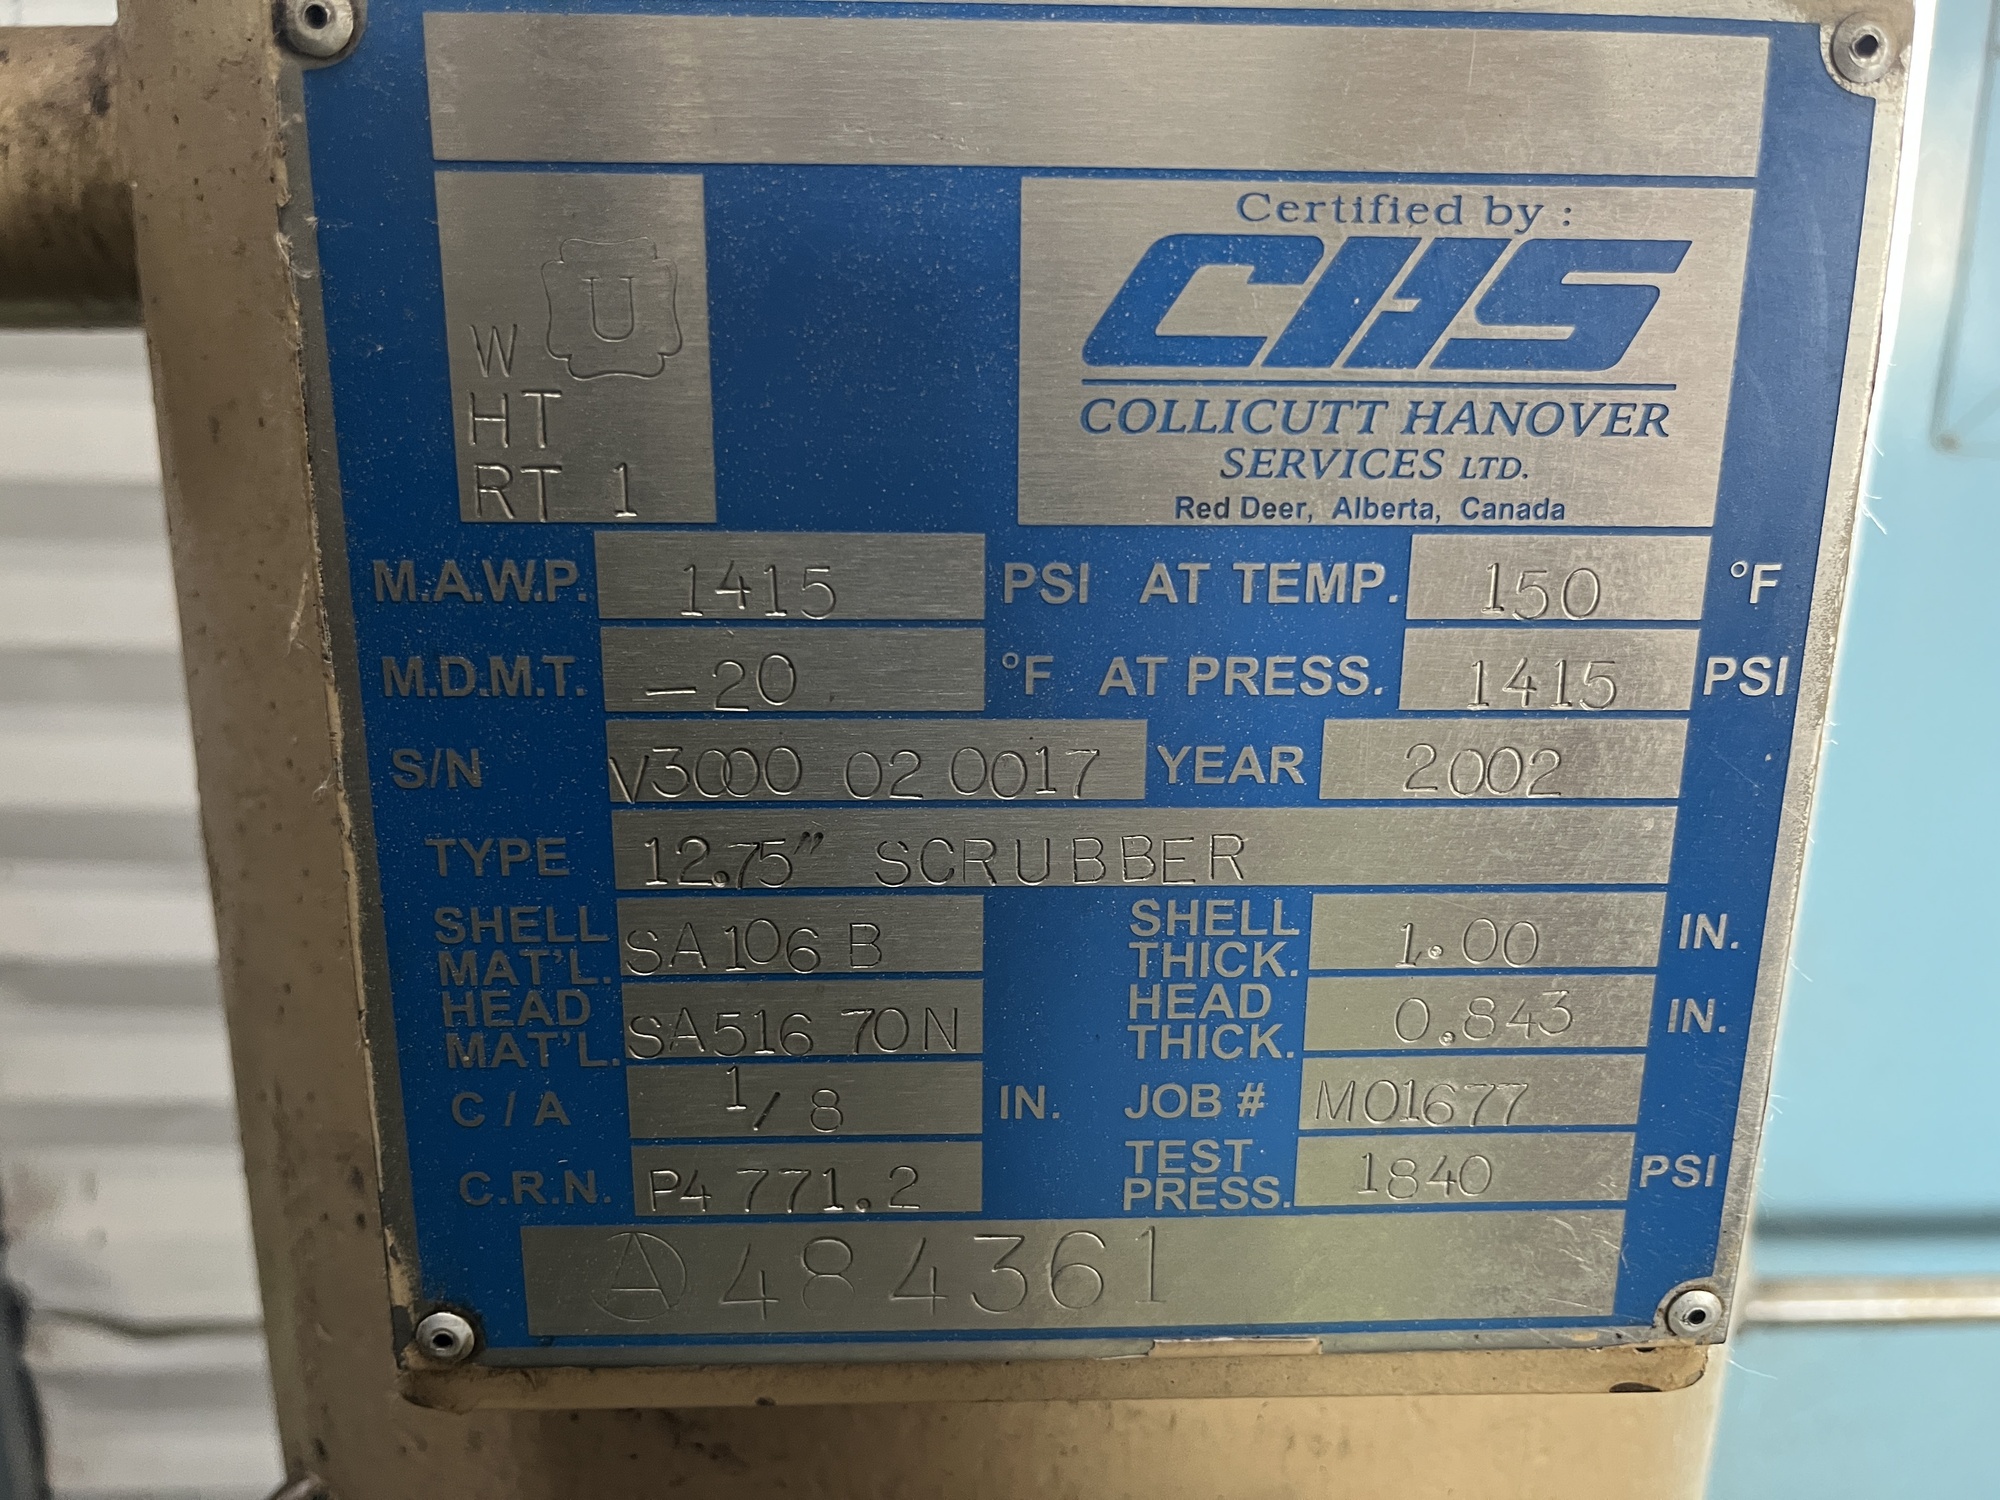 Certified by :
CHS
COLLICUTT HANOVER
SERVICES LTD.
Red Deer, Alberta, Canada
U
W
HT
RT 1
M.A.W.P. 1415 PSI AT TEMP. 150 °F
M.D.M.T. -20 °F AT PRESS. 1415 PSI
S/N V3000 02 0017 YEAR 2002
TYPE 12.75" SCRUBBER
SHELL MAT'L. SA106 B SHELL THICK. 1.00 IN.
HEAD MAT'L. SA516 70N HEAD THICK. 0.843 IN.
C / A 1/8 IN. JOB # M01677
C.R.N. P4771.2 TEST PRESS. 1840 PSI
A 484361